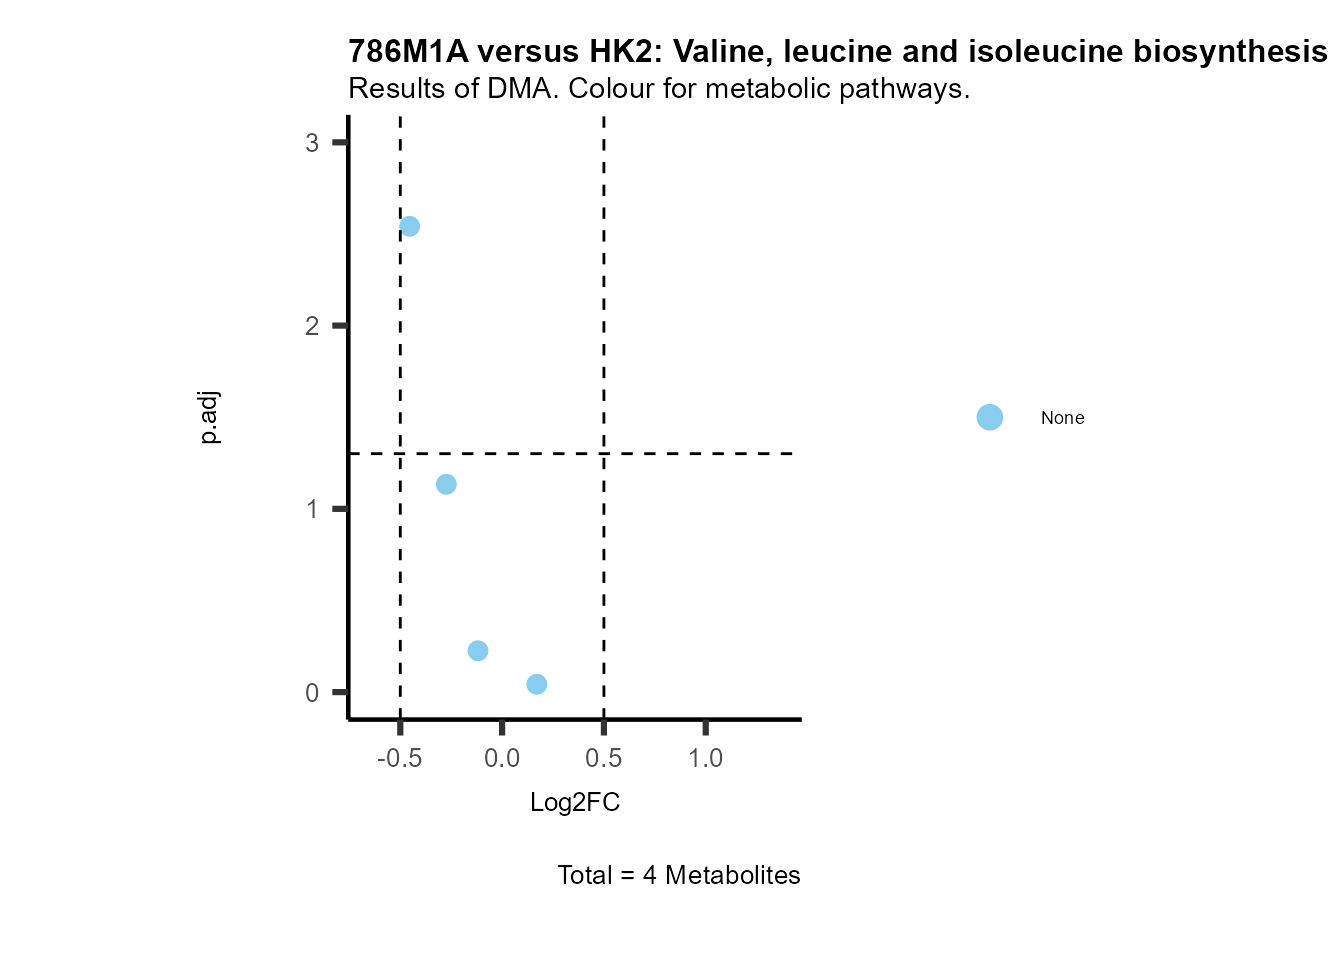 786M1A versus HK2: Valine, leucine and isoleucine biosynthesis
Results of DMA. Colour for metabolic pathways.
3
2
1
0
p.adj
-0.5 0.0 0.5 1.0
Log2FC
None
Total = 4 Metabolites